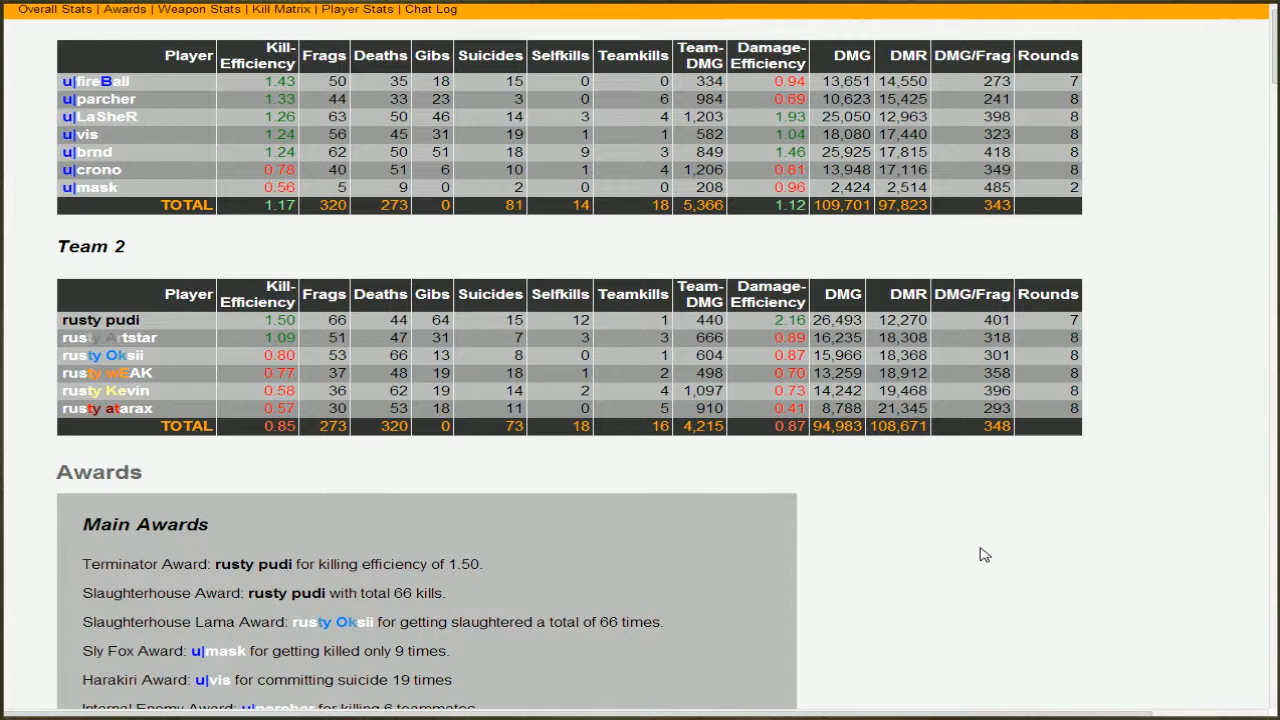 Overall Stats | Awards | Weapon Stats | Kill Matrix | Player Stats | Chat Log
Player Kill-Efficiency Frags Deaths Gibs Suicides Selfkills Teamkills Team-DMG Damage-Efficiency DMG DMR DMG/Frag Rounds
u|fireBall 1.43 50 35 18 15 0 0 334 0.94 13,651 14,550 273 7
u|parcher 1.33 44 33 23 3 0 6 984 0.69 10,623 15,425 241 8
u|LaSheR 1.26 63 50 46 14 3 4 1,203 1.93 25,050 12,963 398 8
u|vis 1.24 56 45 31 19 1 1 582 1.04 18,080 17,440 323 8
u|brnd 1.24 62 50 51 18 9 3 849 1.46 25,925 17,815 418 8
u|crono 0.78 40 51 6 10 1 4 1,206 0.81 13,948 17,116 349 8
u|mask 0.56 5 9 0 2 0 0 208 0.96 2,424 2,514 485 2
TOTAL 1.17 320 273 0 81 14 18 5,366 1.12 109,701 97,823 343
Team 2
Player Kill-Efficiency Frags Deaths Gibs Suicides Selfkills Teamkills Team-DMG Damage-Efficiency DMG DMR DMG/Frag Rounds
rusty pudi 1.50 66 44 64 15 12 1 440 2.16 26,493 12,270 401 7
rusty Artstar 1.09 51 47 31 7 3 3 666 0.89 16,235 18,308 318 8
rusty Oksii 0.80 53 66 13 8 0 1 604 0.87 15,966 18,368 301 8
rusty wEAK 0.77 37 48 19 18 1 2 498 0.70 13,259 18,912 358 8
rusty Kevin 0.58 36 62 19 14 2 4 1,097 0.73 14,242 19,468 396 8
rusty atarax 0.57 30 53 18 11 0 5 910 0.41 8,788 21,345 293 8
TOTAL 0.85 273 320 0 73 18 16 4,215 0.87 94,983 108,671 348
Awards
Main Awards
Terminator Award: rusty pudi for killing efficiency of 1.50.
Slaughterhouse Award: rusty pudi with total 66 kills.
Slaughterhouse Lama Award: rusty Oksii for getting slaughtered a total of 66 times.
Sly Fox Award: u|mask for getting killed only 9 times.
Harakiri Award: u|vis for committing suicide 19 times
Internal Enemy Award: u|parcher for killing 6 teammates